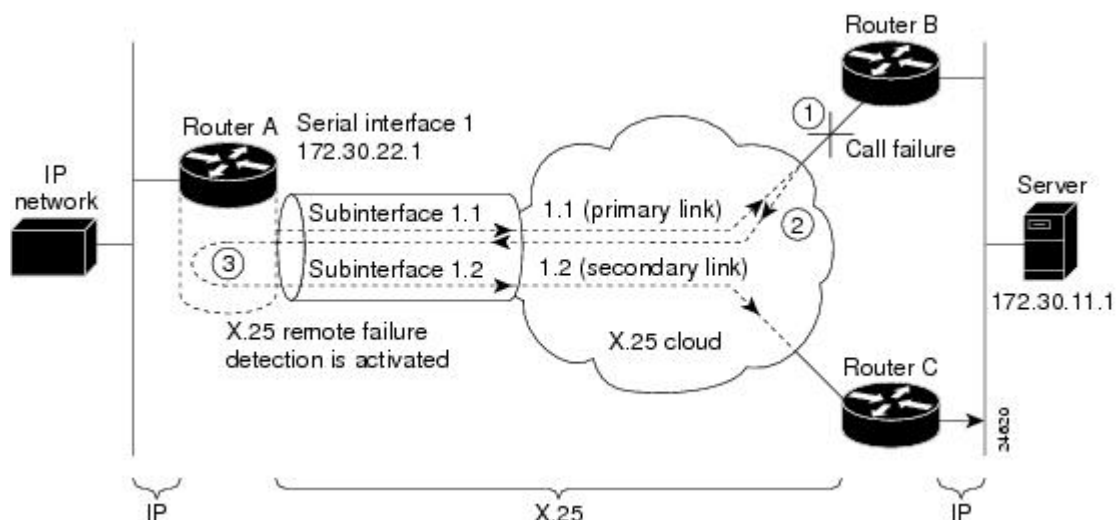 Router B
1
Call failure
Router A
Serial interface 1
172.30.22.1
IP
network
Server
Subinterface 1.1
1.1 (primary link)
2
3
Subinterface 1.2
1.2 (secondary link)
172.30.11.1
X.25 remote failure
detection is activated
X.25 cloud
Router C
24620
IP
X.25
IP